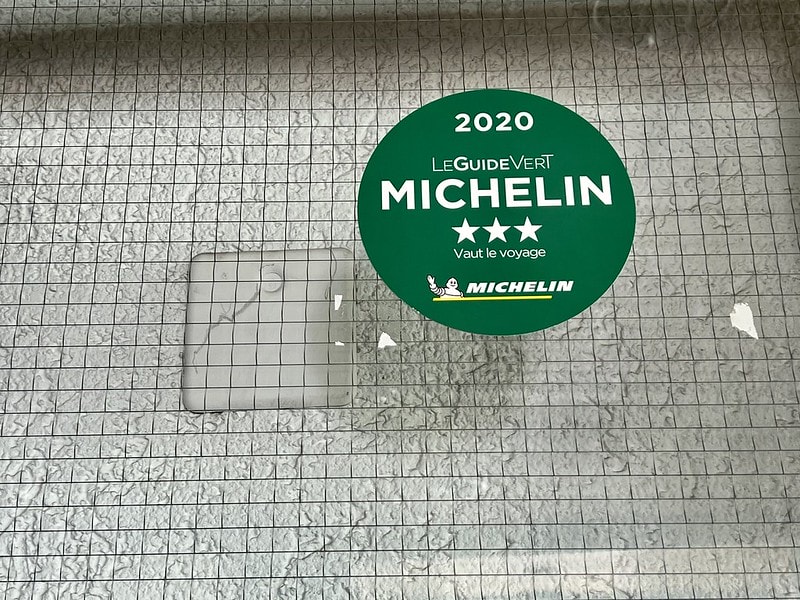 2020
LEGUIDEVERT
MICHELIN
Vaut le voyage
MICHELIN